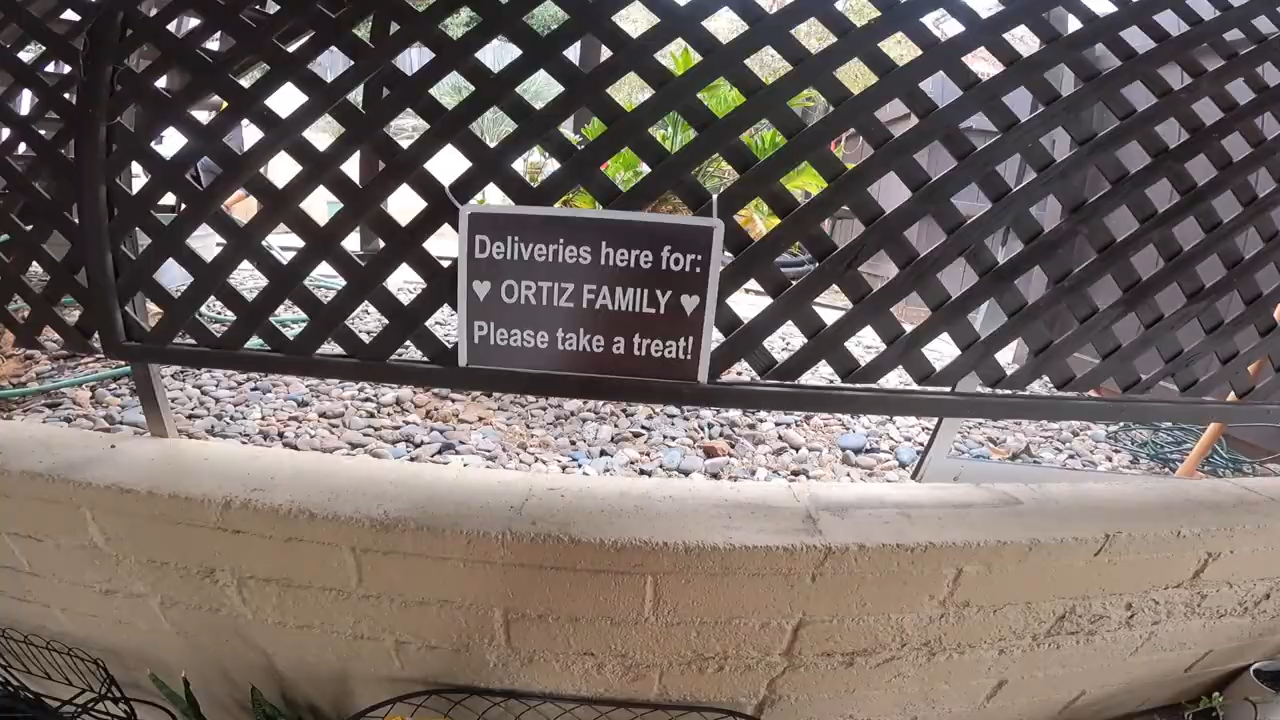 Deliveries here for:
♥ ORTIZ FAMILY ♥
Please take a treat!